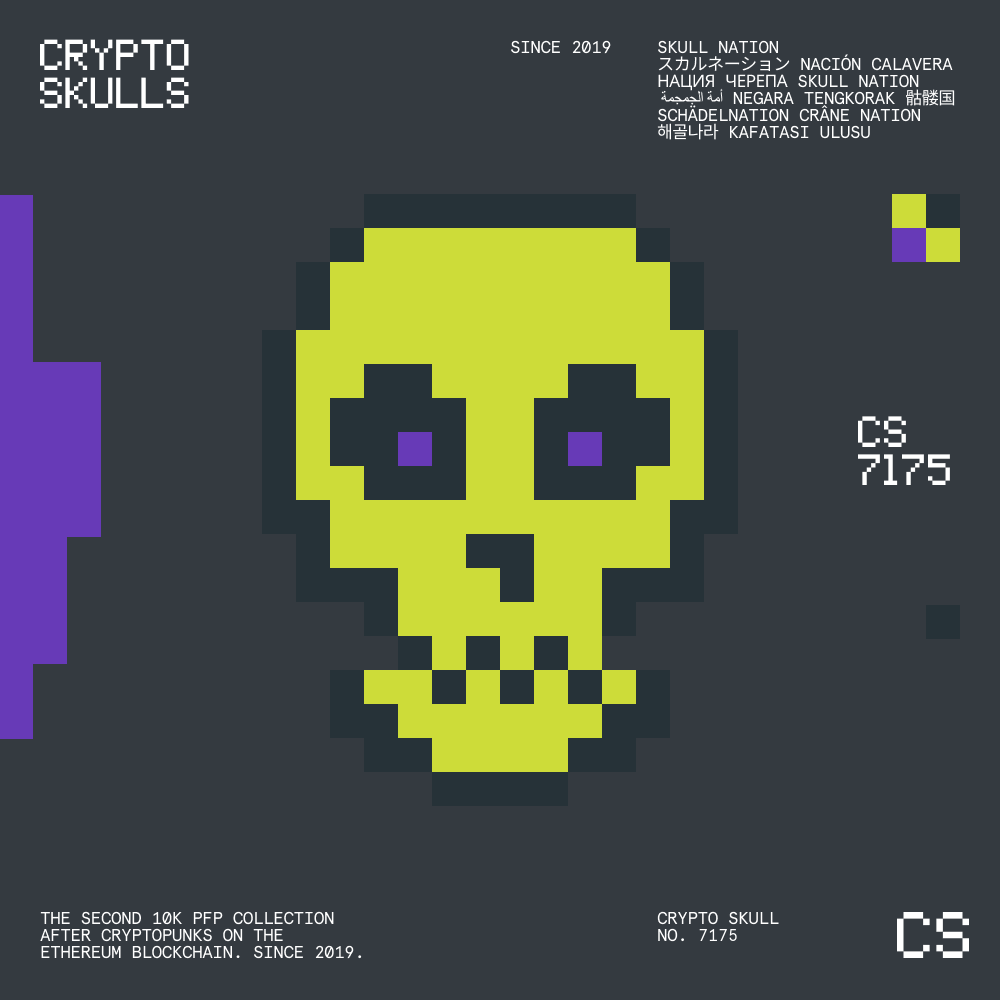 CRYPTO
SKULLS
SINCE 2019
SKULL NATION
スカルネーション NACIÓN CALAVERA
НАЦИЯ ЧЕРЕПА SKULL NATION
أمة الجمجمة NEGARA TENGKORAK 骷髅国
SCHÄDELNATION CRÂNE NATION
해골나라 KAFATASI ULUSU
CS
7175
THE SECOND 10K PFP COLLECTION
AFTER CRYPTOPUNKS ON THE
ETHEREUM BLOCKCHAIN. SINCE 2019.
CRYPTO SKULL
NO. 7175
CS